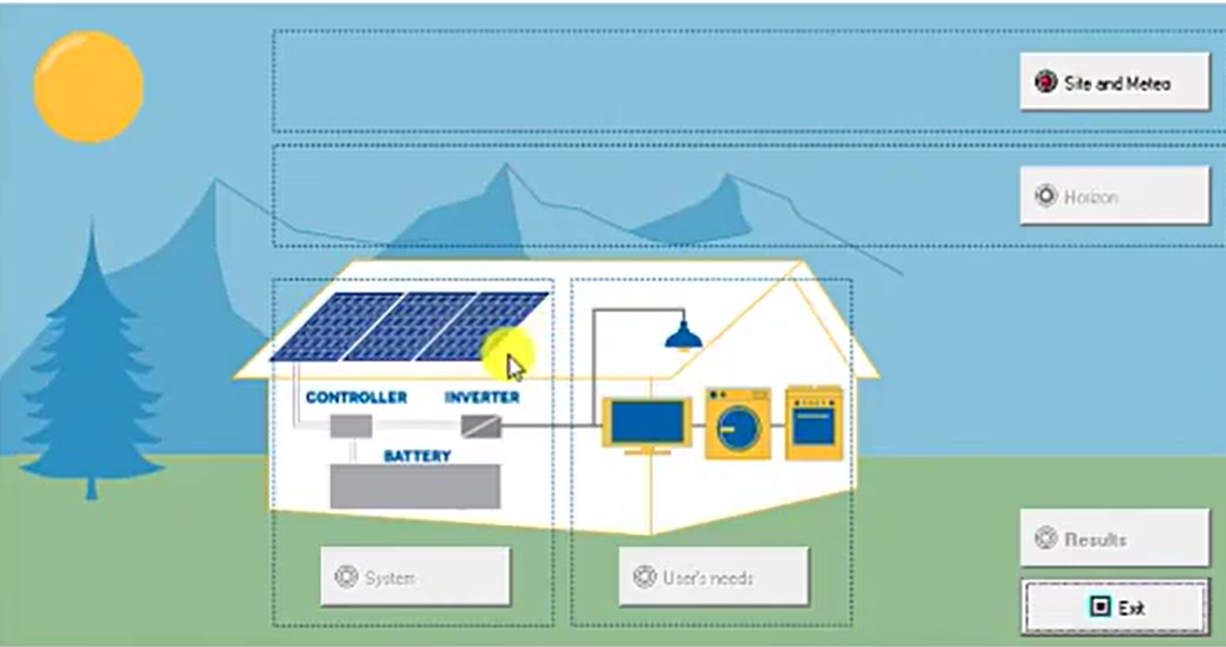 Site and Meteo
Horizon
CONTROLLER
INVERTER
BATTERY
System
User's needs
Results
Exit